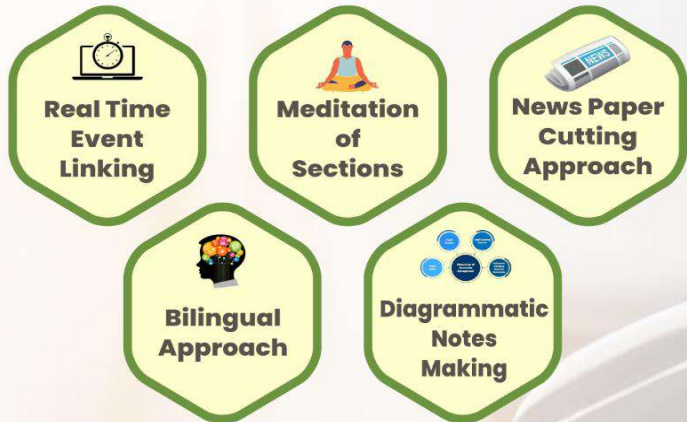 Real Time
Event
Linking
Meditation
of
Sections
NEWS
News Paper
Cutting
Approach
Bilingual
Approach
Diagrammatic
Notes
Making